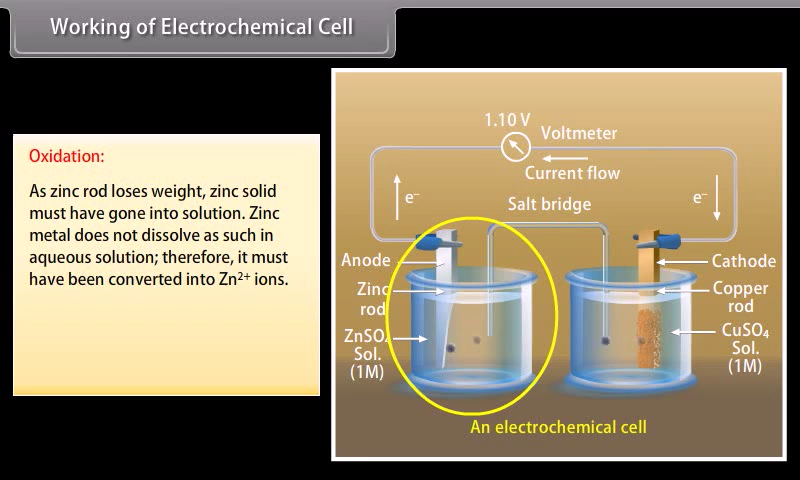 Working of Electrochemical Cell
Oxidation:
As zinc rod loses weight, zinc solid
must have gone into solution. Zinc
metal does not dissolve as such in
aqueous solution; therefore, it must
have been converted into Zn²⁺ ions.
1.10 V
Voltmeter
Current flow
e⁻
e⁻
Salt bridge
Anode
Cathode
Zinc
rod
Copper
rod
ZnSO₄
Sol.
(1M)
CuSO₄
Sol.
(1M)
An electrochemical cell